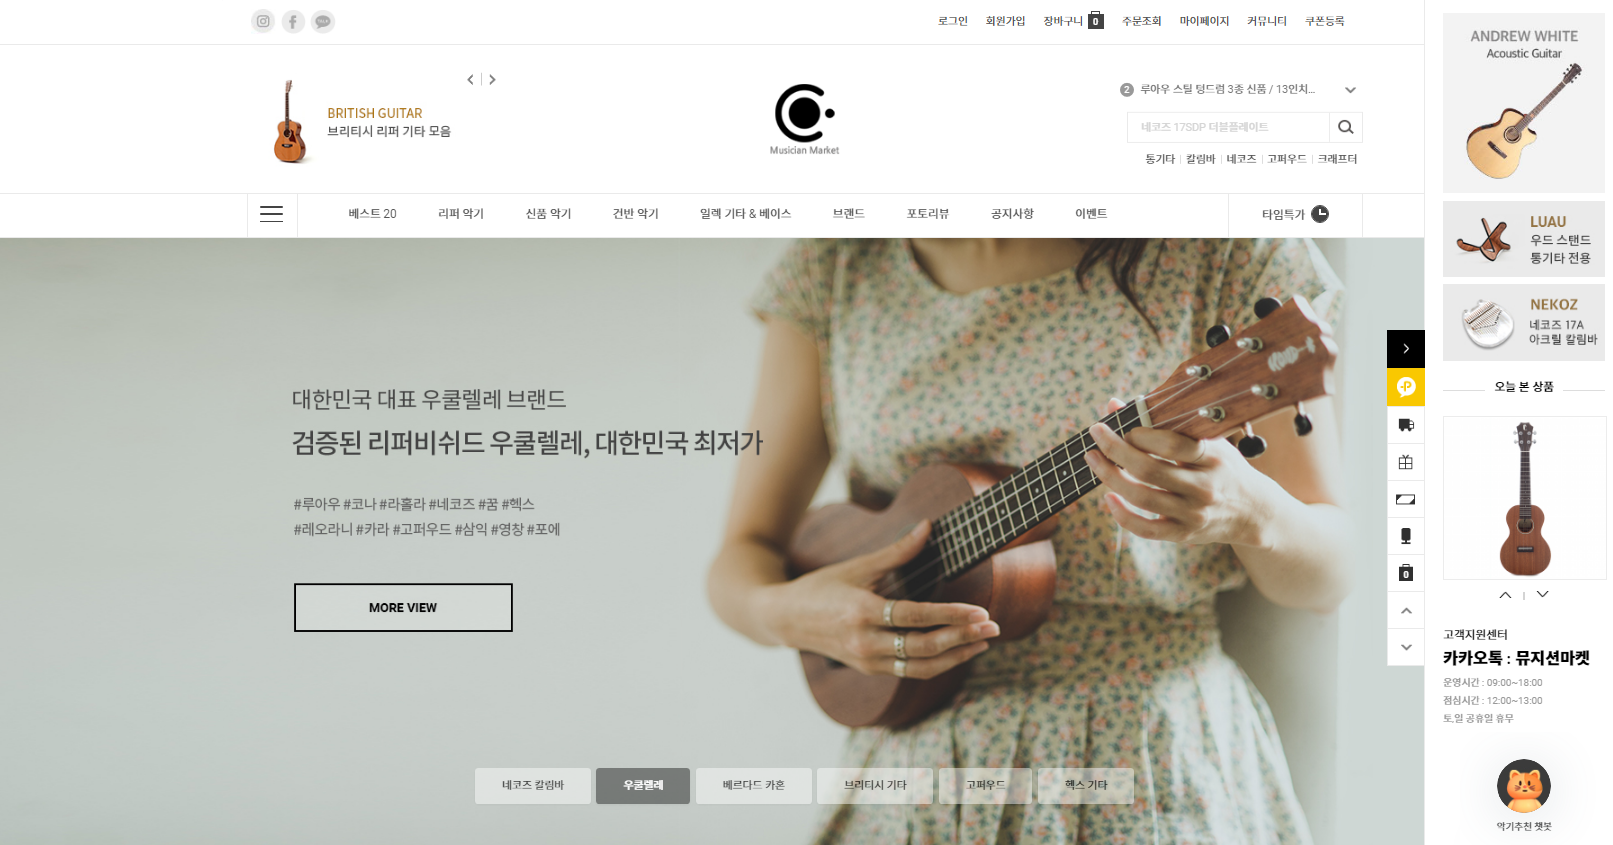 로그인 회원가입 장바구니 0 주문조회 마이페이지 커뮤니티 쿠폰등록
BRITISH GUITAR
브리티시 리퍼 기타 모음
Musician Market
2 루아우 스틸 텅드럼 3종 신품 / 13인치...
네코즈 17SDP 더블플레이트
통기타 칼림바 네코즈 고퍼우드 크래프터
베스트 20 리퍼 악기 신품 악기 건반 악기 일렉 기타 & 베이스 브랜드 포토리뷰 공지사항 이벤트 타임특가
대한민국 대표 우쿨렐레 브랜드
검증된 리퍼비쉬드 우쿨렐레, 대한민국 최저가
#루아우 #코나 #라홀라 #네코즈 #꿈 #헥스
#레오라니 #카라 #고퍼우드 #삼익 #영창 #포에
MORE VIEW
네코즈 칼림바 우쿨렐레 베르다드 카혼 브리티시 기타 고퍼우드 헥스 기타
P
0
ANDREW WHITE
Acoustic Guitar
LUAU
우드 스탠드
통기타 전용
NEKOZ
네코즈 17A
아크릴 칼림바
오늘 본 상품
고객지원센터
카카오톡 : 뮤지션마켓
운영시간 : 09:00~18:00
점심시간 : 12:00~13:00
토,일 공휴일 휴무
악기추천 챗봇